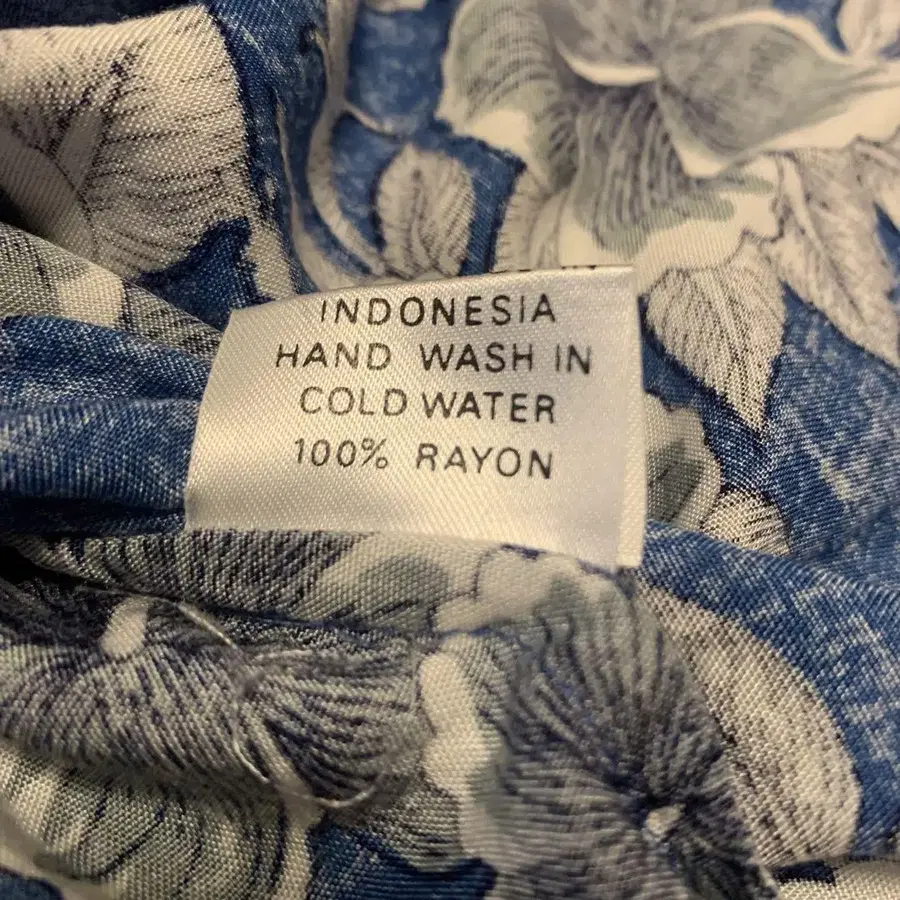 INDONESIA
HAND WASH IN
COLD WATER
100% RAYON